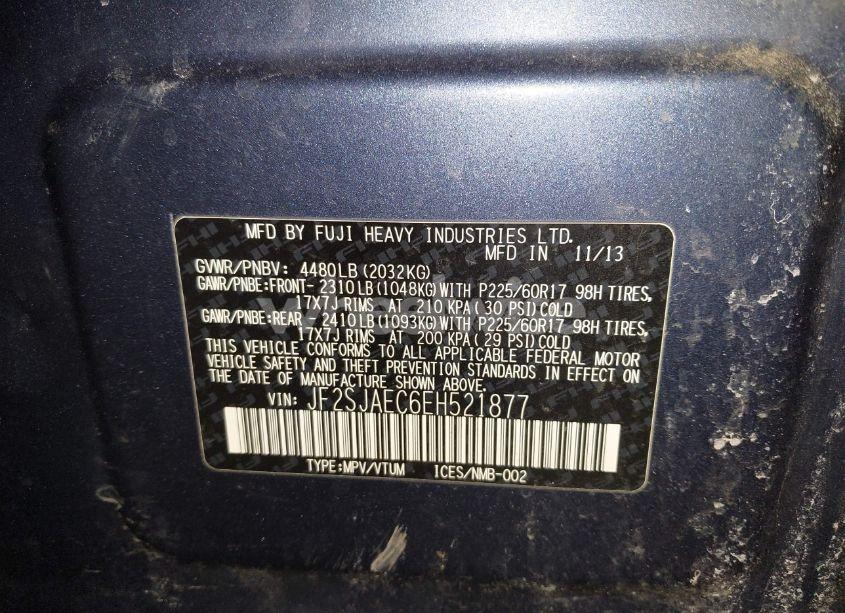 MFD BY FUJI HEAVY INDUSTRIES LTD.
MFD IN 11/13
GVWR/PNBV: 4480LB(2032KG)
GAWR/PNBE:FRONT- 2310LB(1048KG)WITH P225/60R17 98H TIRES,
17X7J RIMS AT 210KPA(30 PSI)COLD
GAWR/PNBE:REAR - 2410LB(1093KG)WITH P225/60R17 98H TIRES,
17X7J RIMS AT 200KPA(29 PSI)COLD
THIS VEHICLE CONFORMS TO ALL APPLICABLE FEDERAL MOTOR
VEHICLE SAFETY AND THEFT PREVENTION STANDARDS IN EFFECT ON
THE DATE OF MANUFACTURE SHOWN ABOVE.
VIN: JF2SJAEC6EH521877
TYPE:MPV/VTUM ICES/NMB-002